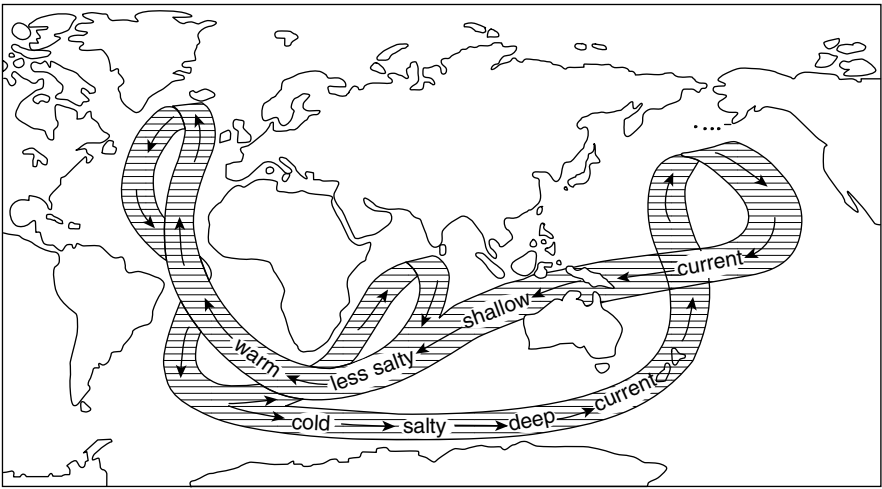 current
shallow
less salty
warm
cold salty deep current